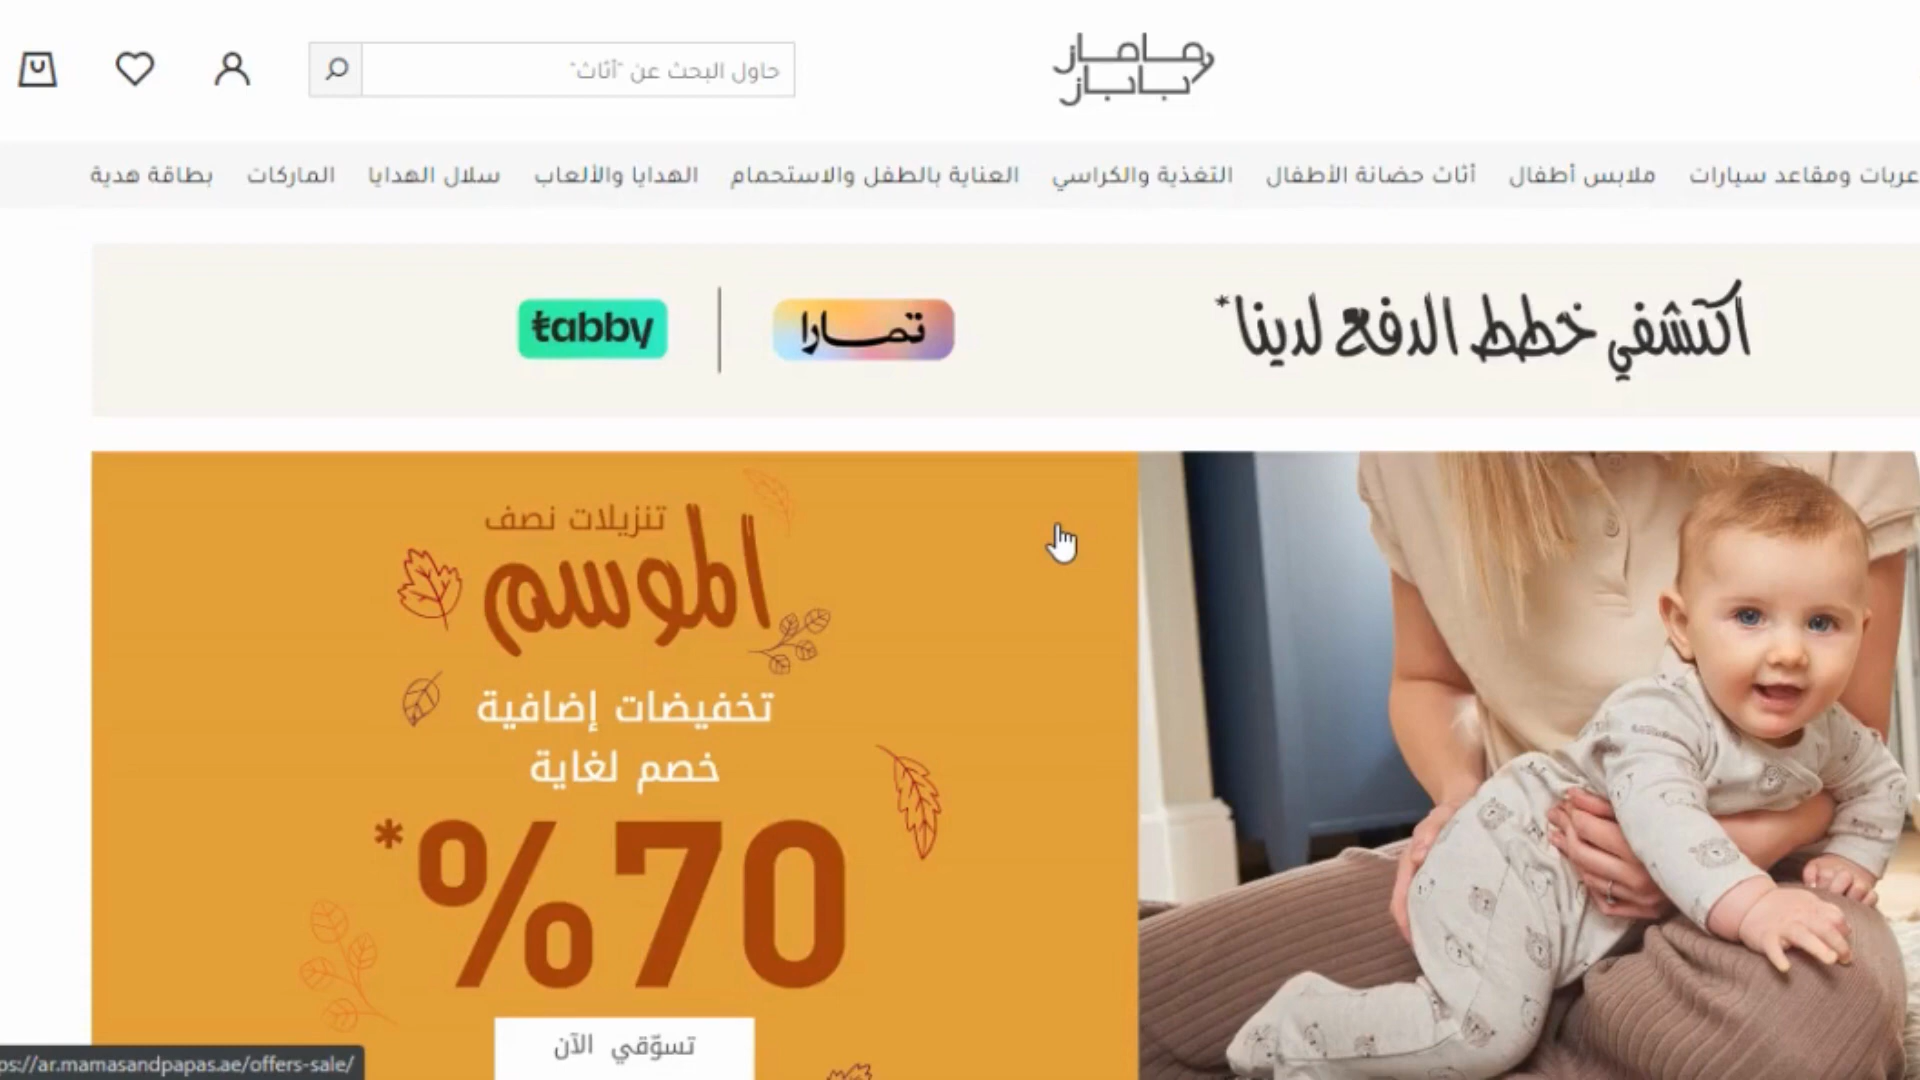 ماماز
باباز
حاول البحث عن "أثاث"
عربات ومقاعد سيارات
ملابس أطفال
أثاث حضانة الأطفال
التغذية والكراسي
العناية بالطفل والاستحمام
الهدايا والألعاب
سلال الهدايا
الماركات
بطاقة هدية
اكتشفي خطط الدفع لدينا*
تمارا
tabby
تنزيلات نصف
الموسم
تخفيضات إضافية
خصم لغاية
70%*
تسوّقي الآن
ps://ar.mamasandpapas.ae/offers-sale/